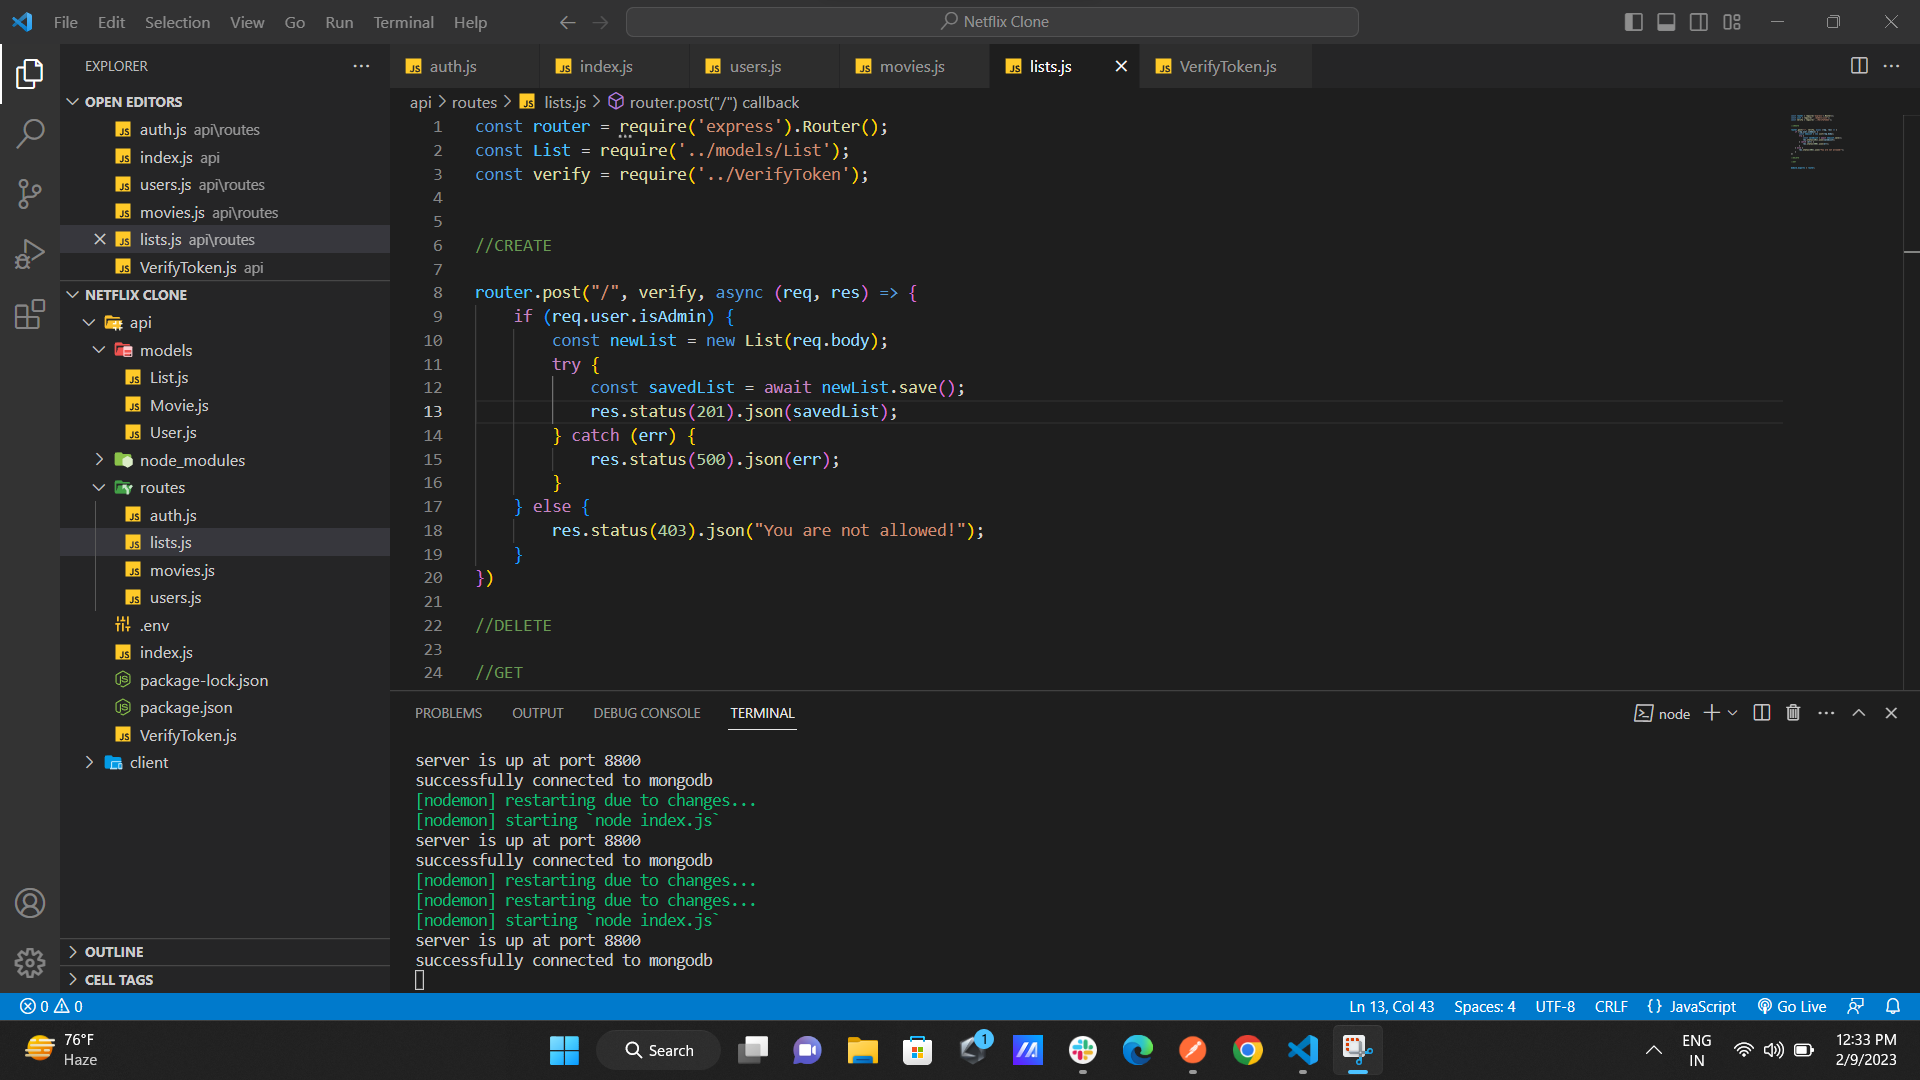 File Edit Selection View Go Run Terminal Help
Netflix Clone
EXPLORER
OPEN EDITORS
auth.js api\routes
index.js api
users.js api\routes
movies.js api\routes
lists.js api\routes
VerifyToken.js api
NETFLIX CLONE
api
models
List.js
Movie.js
User.js
node_modules
routes
auth.js
lists.js
movies.js
users.js
.env
index.js
package-lock.json
package.json
VerifyToken.js
client
OUTLINE
CELL TAGS
auth.js index.js users.js movies.js lists.js VerifyToken.js
api > routes > lists.js > router.post("/") callback
1 const router = require('express').Router();
2 const List = require('../models/List');
3 const verify = require('../VerifyToken');
4
5
6 //CREATE
7
8 router.post("/", verify, async (req, res) => {
9 if (req.user.isAdmin) {
10 const newList = new List(req.body);
11 try {
12 const savedList = await newList.save();
13 res.status(201).json(savedList);
14 } catch (err) {
15 res.status(500).json(err);
16 }
17 } else {
18 res.status(403).json("You are not allowed!");
19 }
20 })
21
22 //DELETE
23
24 //GET
PROBLEMS OUTPUT DEBUG CONSOLE TERMINAL
node
server is up at port 8800
successfully connected to mongodb
[nodemon] restarting due to changes...
[nodemon] starting `node index.js`
server is up at port 8800
successfully connected to mongodb
[nodemon] restarting due to changes...
[nodemon] restarting due to changes...
[nodemon] starting `node index.js`
server is up at port 8800
successfully connected to mongodb
0 0
Ln 13, Col 43 Spaces: 4 UTF-8 CRLF {} JavaScript Go Live
76°F
Haze
Search
1
ENG
IN
12:33 PM
2/9/2023